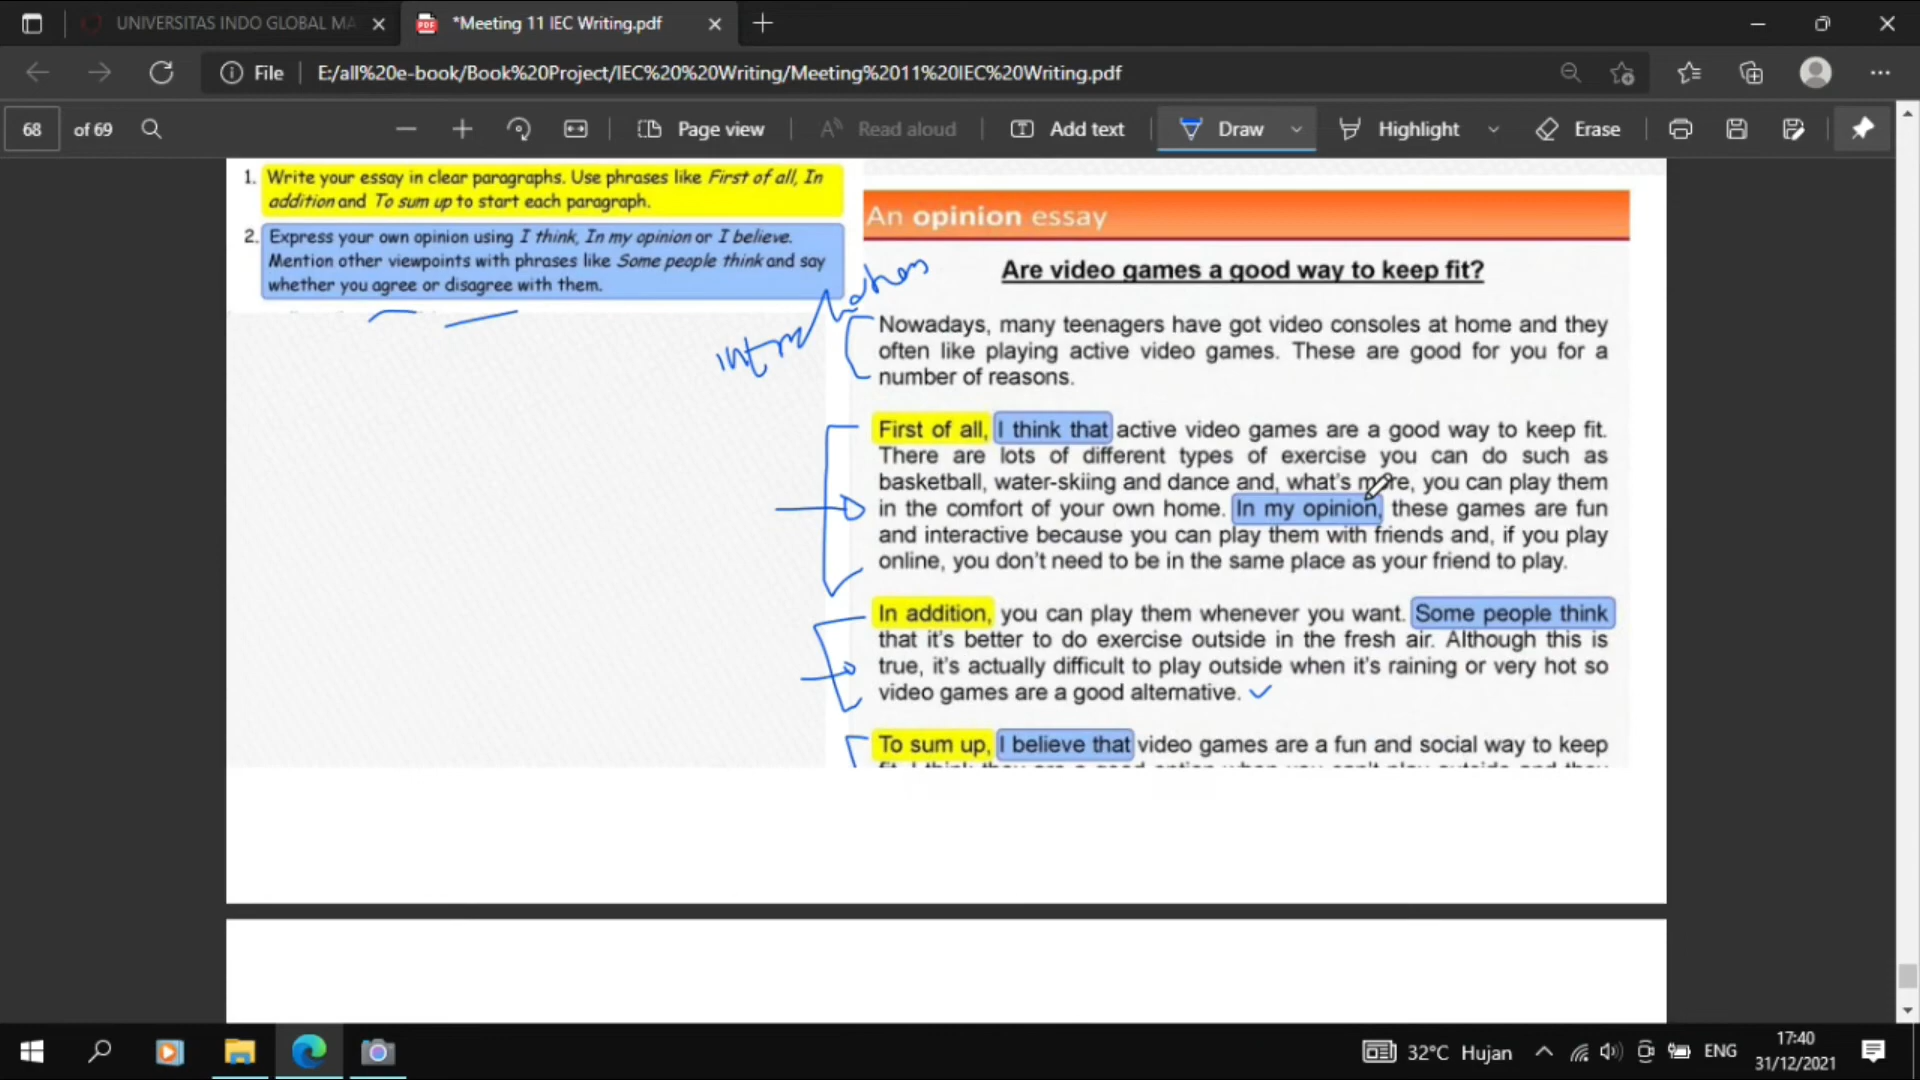 UNIVERSITAS INDO GLOBAL MA
*Meeting 11 IEC Writing.pdf
File
E:/all%20e-book/Book%20Project/IEC%20%20Writing/Meeting%2011%20IEC%20Writing.pdf
68 of 69
Page view
Read aloud
Add text
Draw
Highlight
Erase
1. Write your essay in clear paragraphs. Use phrases like First of all, In
addition and To sum up to start each paragraph.
2. Express your own opinion using I think, In my opinion or I believe.
Mention other viewpoints with phrases like Some people think and say
whether you agree or disagree with them.
An opinion essay
Are video games a good way to keep fit?
Nowadays, many teenagers have got video consoles at home and they
often like playing active video games. These are good for you for a
number of reasons.
First of all, I think that active video games are a good way to keep fit.
There are lots of different types of exercise you can do such as
basketball, water-skiing and dance and, what's more, you can play them
in the comfort of your own home. In my opinion, these games are fun
and interactive because you can play them with friends and, if you play
online, you don't need to be in the same place as your friend to play.
In addition, you can play them whenever you want. Some people think
that it's better to do exercise outside in the fresh air. Although this is
true, it's actually difficult to play outside when it's raining or very hot so
video games are a good alternative.
To sum up, I believe that video games are a fun and social way to keep
32°C Hujan
ENG
17:40
31/12/2021